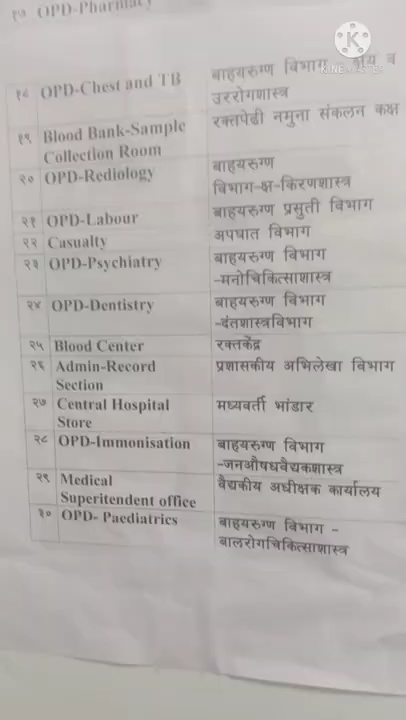 १७ OPD-Pharmacy
१८ OPD-Chest and TB बाहयरुग्ण विभाग व
उररोगशास्त्र
१९ Blood Bank-Sample रक्तपेढी नमुना संकलन कक्ष
Collection Room
२० OPD-Rediology बाहयरुग्ण
विभाग-क्ष-किरणशास्त्र
२१ OPD-Labour बाहयरुग्ण प्रसुती विभाग
२२ Casualty अपघात विभाग
२३ OPD-Psychiatry बाहयरुग्ण विभाग
-मनोचिकित्साशास्त्र
२४ OPD-Dentistry बाहयरुग्ण विभाग
-दंतशास्त्रविभाग
२५ Blood Center रक्तकेंद्र
२६ Admin-Record प्रशासकीय अभिलेखा विभाग
Section
२७ Central Hospital मध्यवर्ती भांडार
Store
२८ OPD-Immonisation बाहयरुग्ण विभाग
-जनऔषधवैद्यकशास्त्र
२९ Medical वैद्यकीय अधीक्षक कार्यालय
Superitendent office
३० OPD- Paediatrics बाहयरुग्ण विभाग -
बालरोगचिकित्साशास्त्र